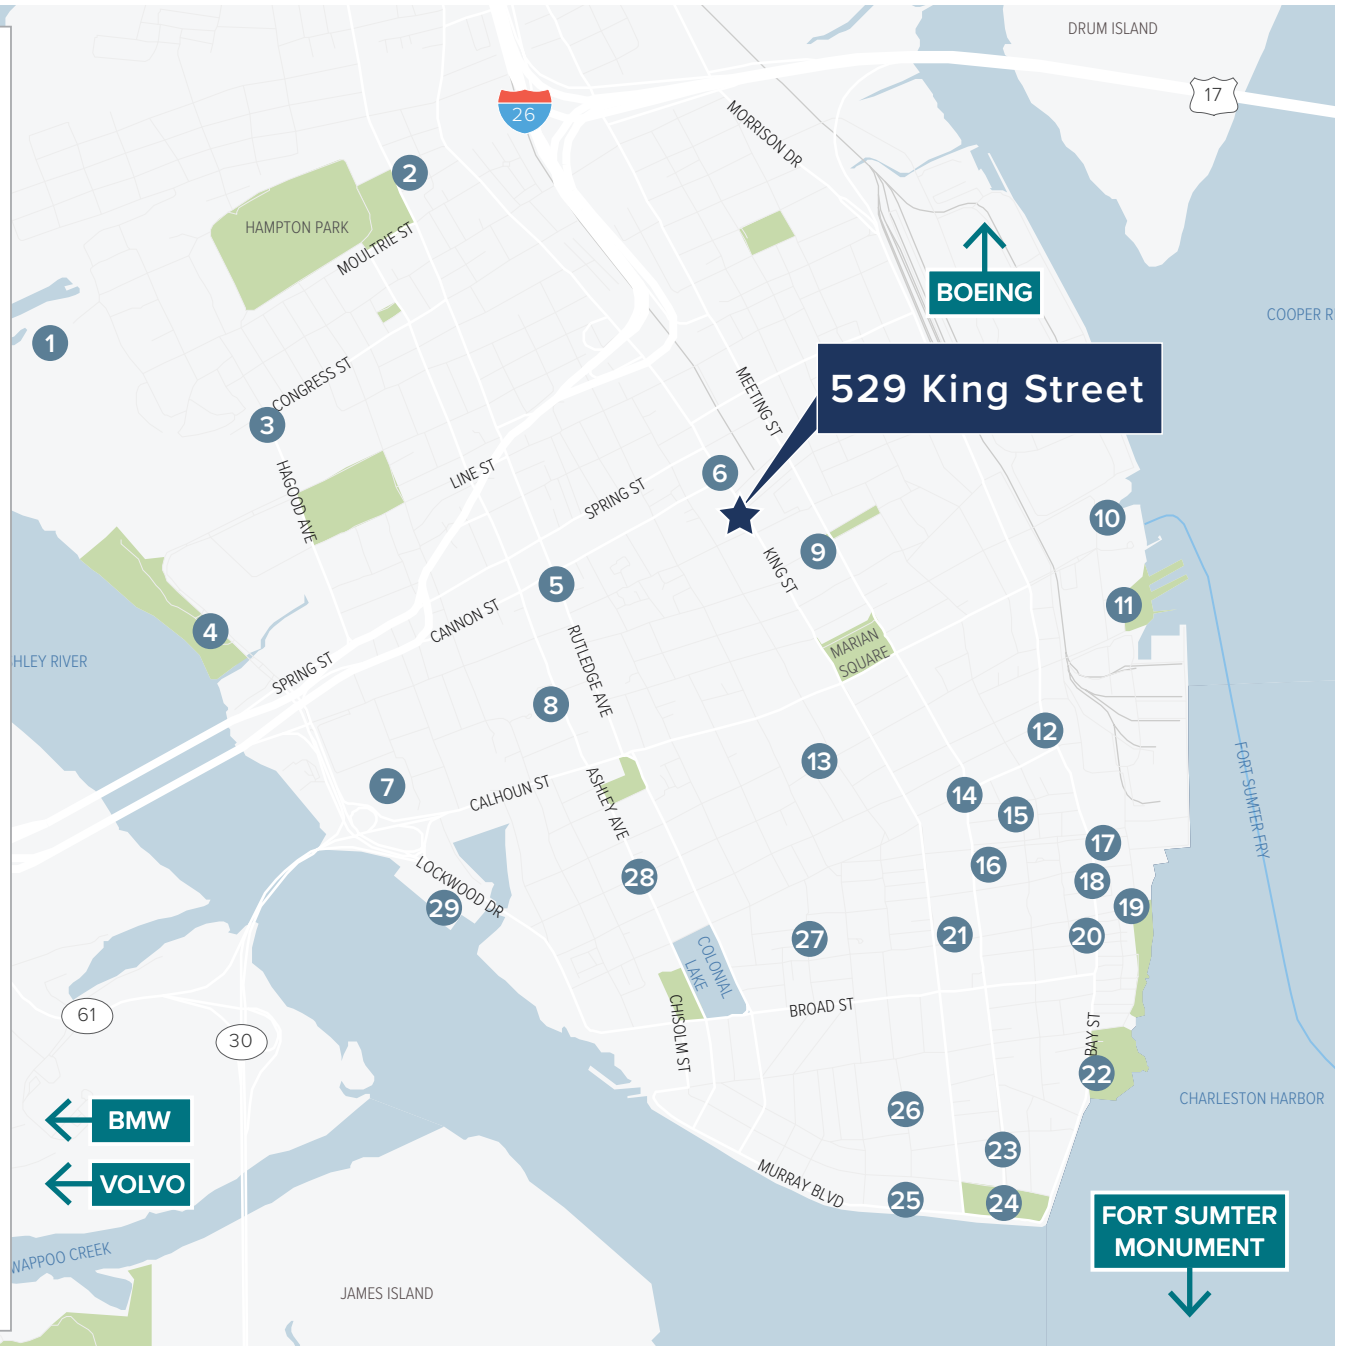 DRUM ISLAND
17
26
MORRISON DR
2
HAMPTON PARK
MOULTRIE ST
BOEING
COOPER R
1
CONGRESS ST
3
MEETING ST
529 King Street
HAGOOD AVE
LINE ST
SPRING ST
6
10
KING ST
9
5
CANNON ST
11
4
RUTLEDGE AVE
MARIAN
SQUARE
HLEY RIVER
SPRING ST
8
12
13
7
CALHOUN ST
ASHLEY AVE
14
15
FORT SUMTER FRY
17
16
18
28
LOCKWOOD DR
29
19
27
21
20
COLONIAL
LAKE
BROAD ST
CHISOLM ST
61
30
BAY ST
22
CHARLESTON HARBOR
BMW
26
23
VOLVO
MURRAY BLVD
25
24
FORT SUMTER
MONUMENT
WAPPOO CREEK
JAMES ISLAND